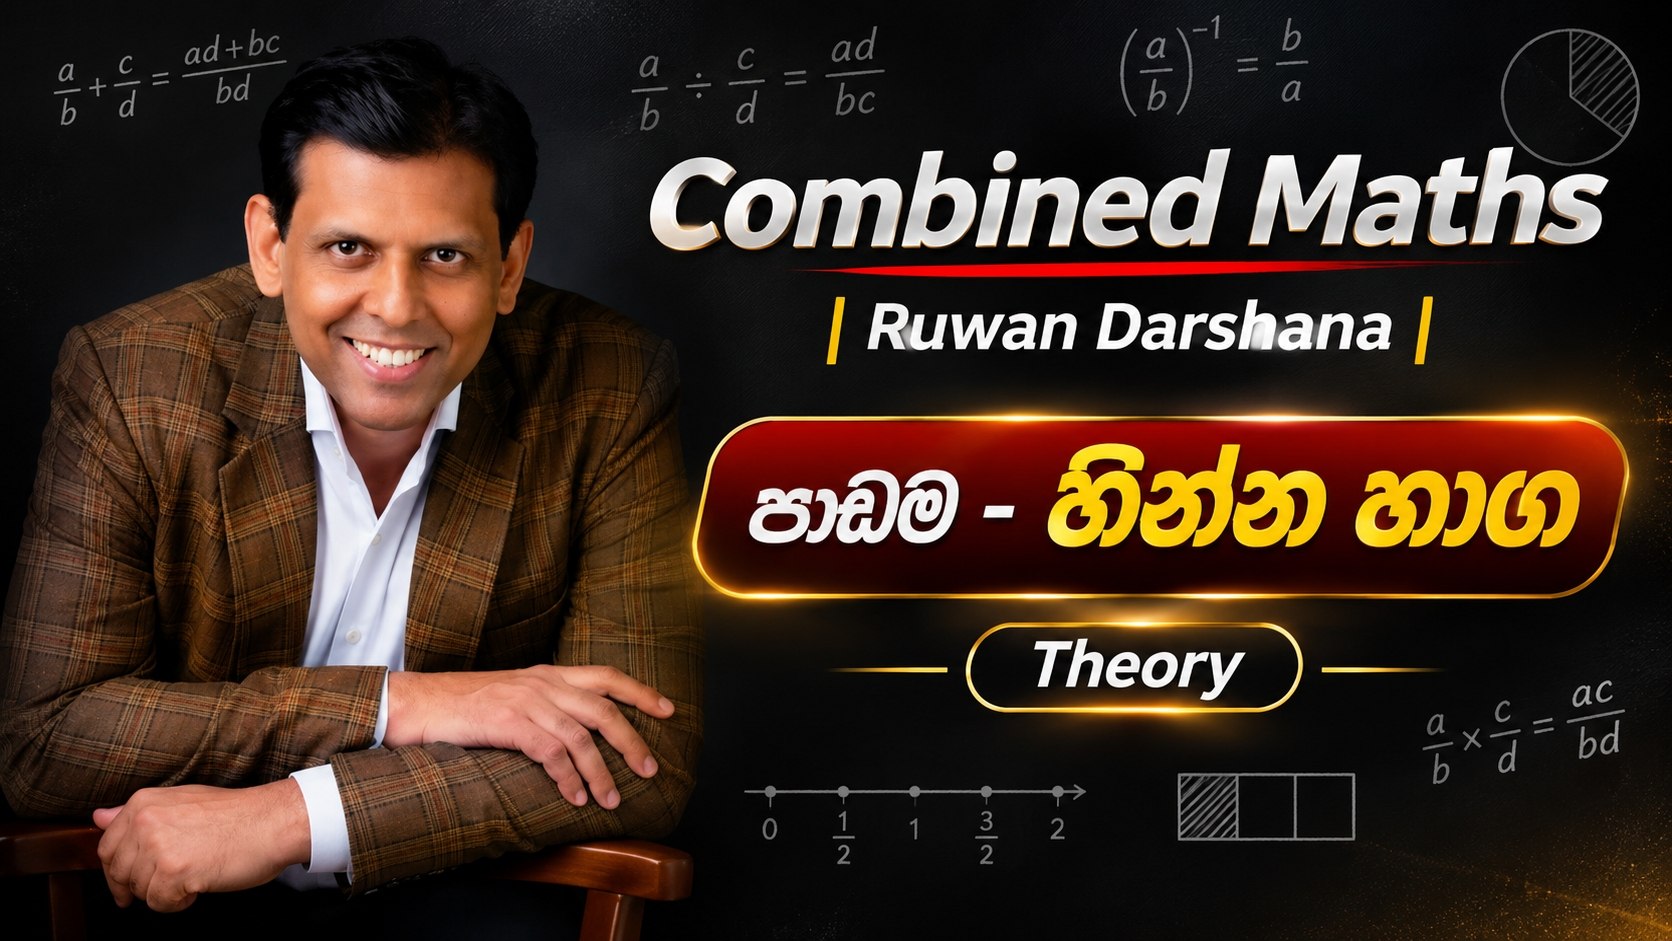 a/b + c/d = ad+bc/bd
a/b ÷ c/d = ad/bc
(a/b)⁻¹ = b/a
Combined Maths
| Ruwan Darshana |
පාඩම - හින්න භාග
Theory
a/b × c/d = ac/bd
0 1/2 1 3/2 2